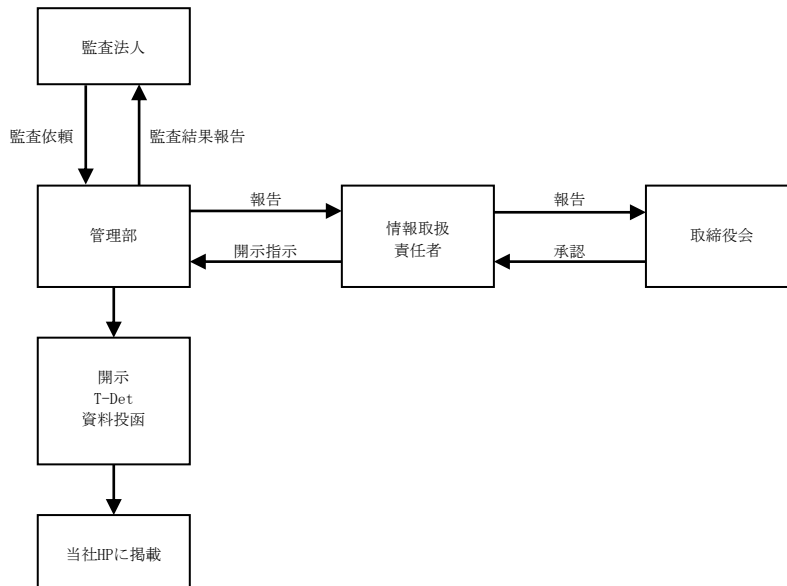 監査法人
監査依頼
監査結果報告
管理部
報告
開示指示
情報取扱
責任者
報告
承認
取締役会
開示
T-Det
資料投函
当社HPに掲載